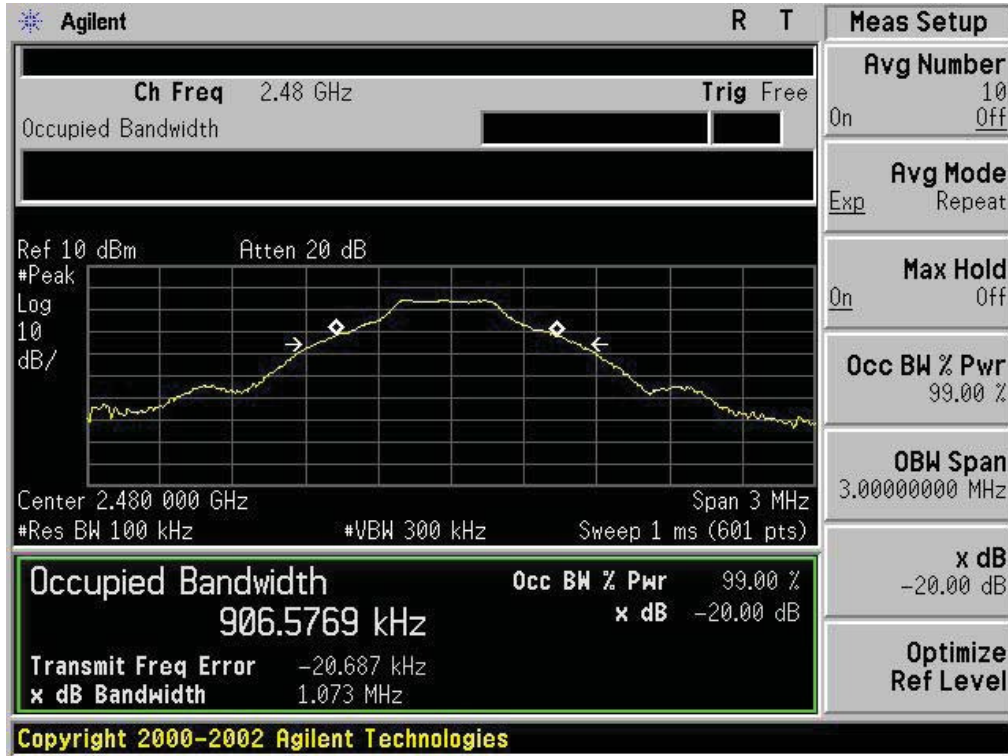 Agilent R T
Ch Freq 2.48 GHz Trig Free
Occupied Bandwidth
Ref 10 dBm Atten 20 dB
#Peak
Log
10
dB/
Center 2.480 000 GHz Span 3 MHz
#Res BW 100 kHz #VBW 300 kHz Sweep 1 ms (601 pts)
Occupied Bandwidth
906.5769 kHz
Occ BW % Pwr 99.00 %
x dB -20.00 dB
Transmit Freq Error -20.687 kHz
x dB Bandwidth 1.073 MHz
Copyright 2000-2002 Agilent Technologies
Meas Setup
Avg Number
10
On Off
Avg Mode
Exp Repeat
Max Hold
On Off
Occ BW % Pwr
99.00 %
OBW Span
3.00000000 MHz
x dB
-20.00 dB
Optimize
Ref Level